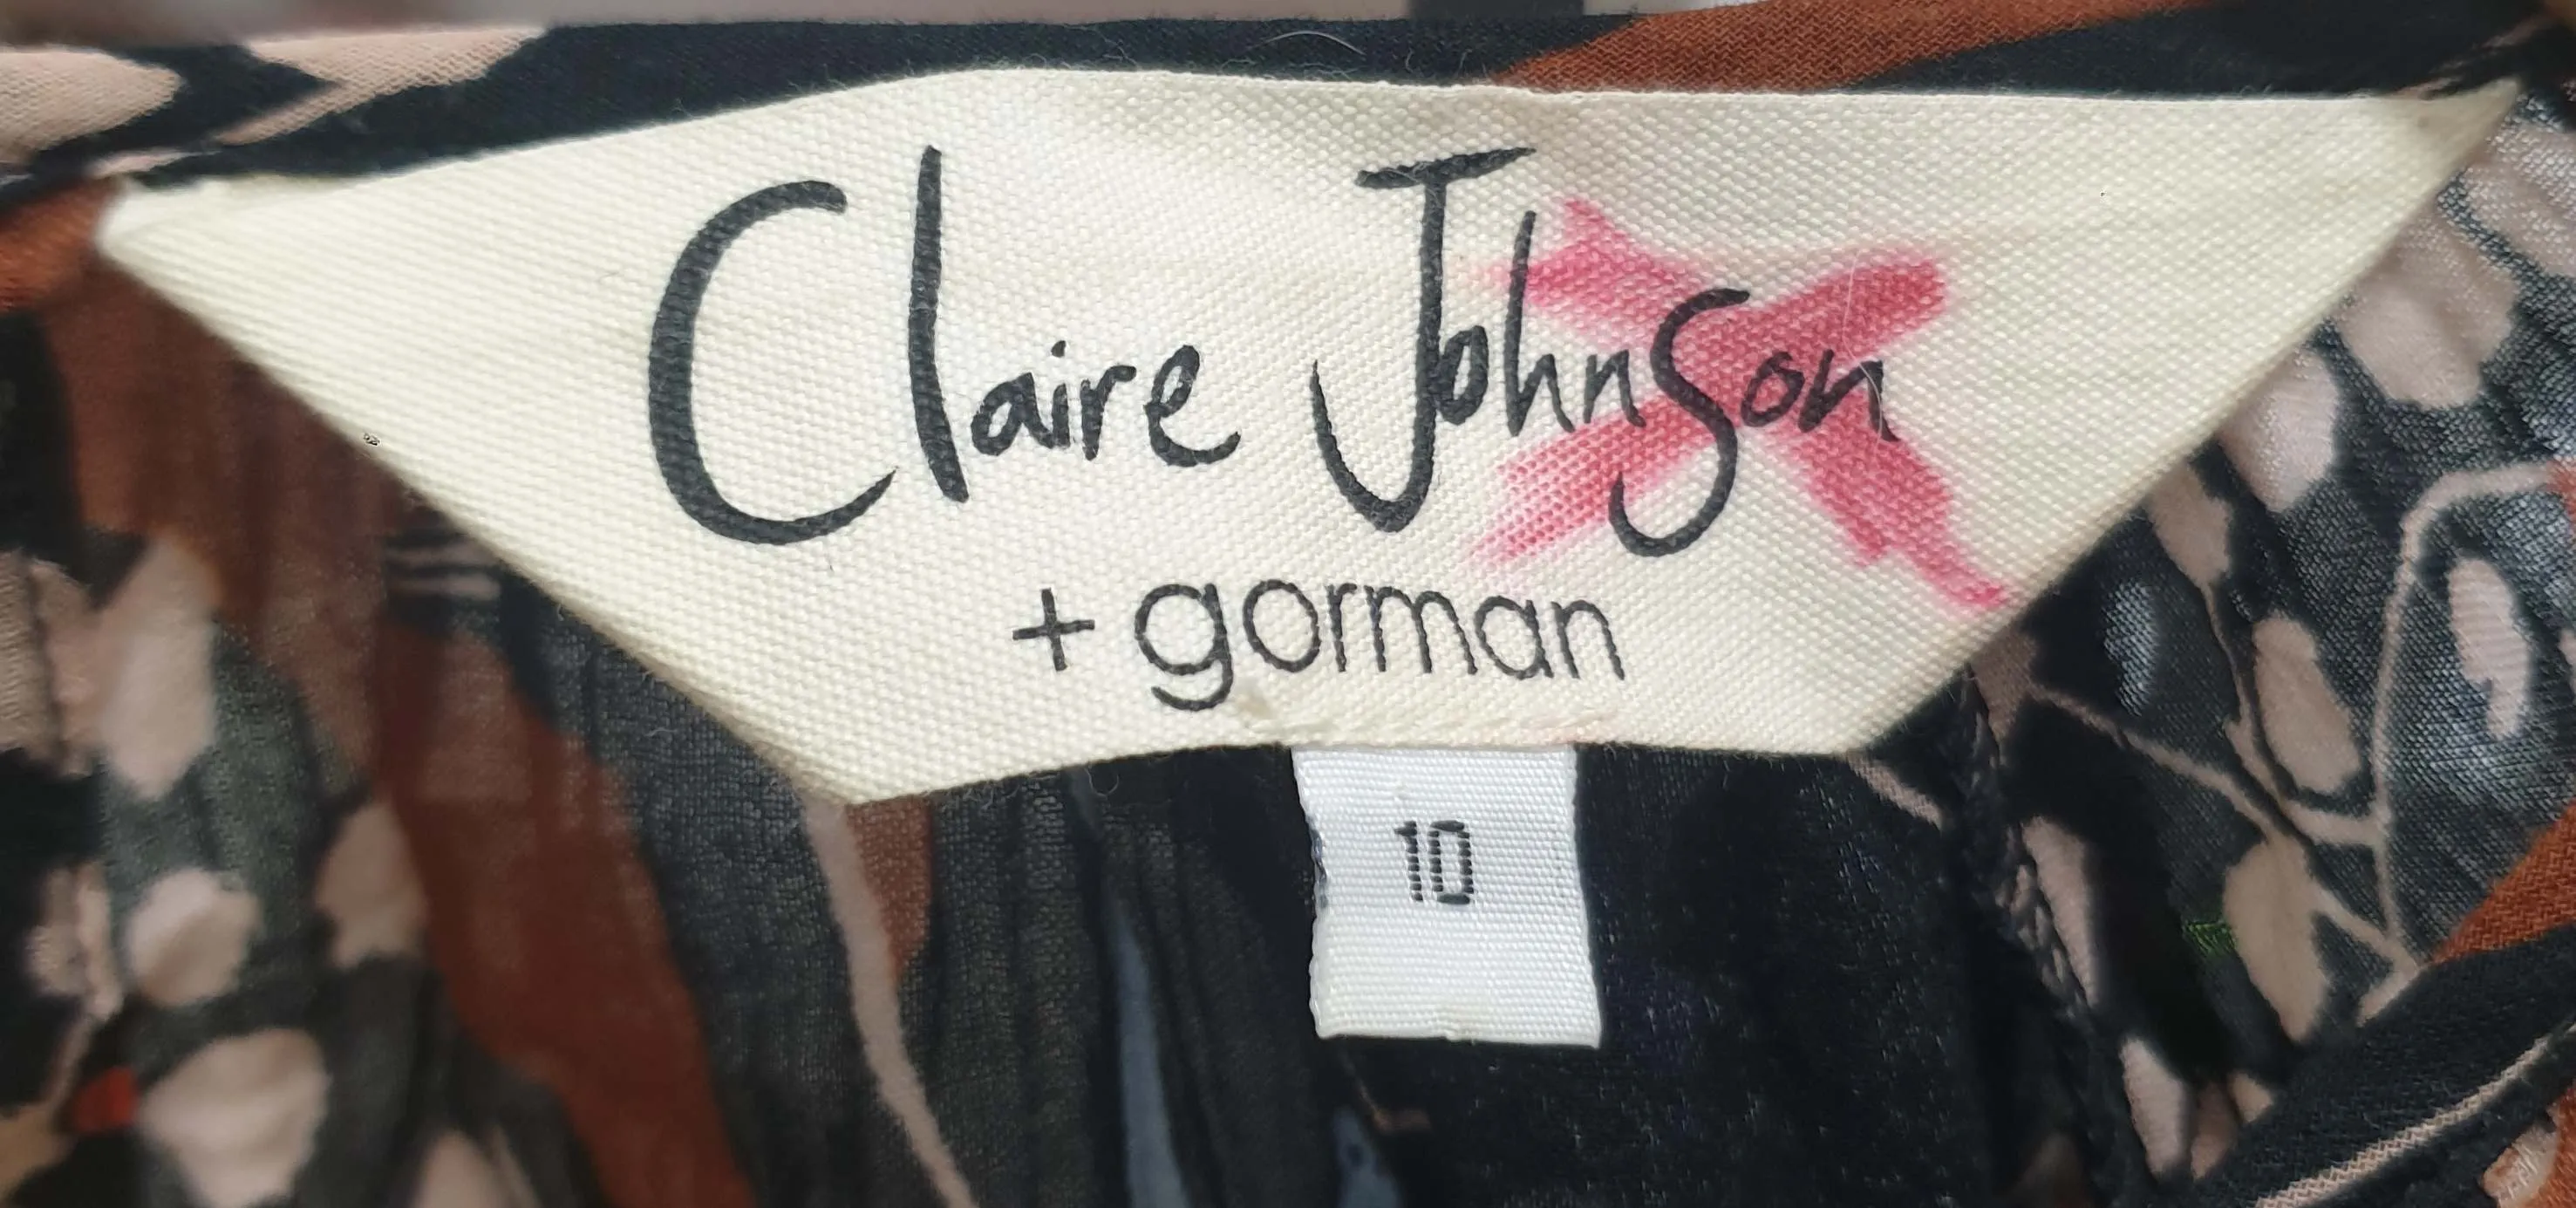 Claire Johnson
+ gorman
10